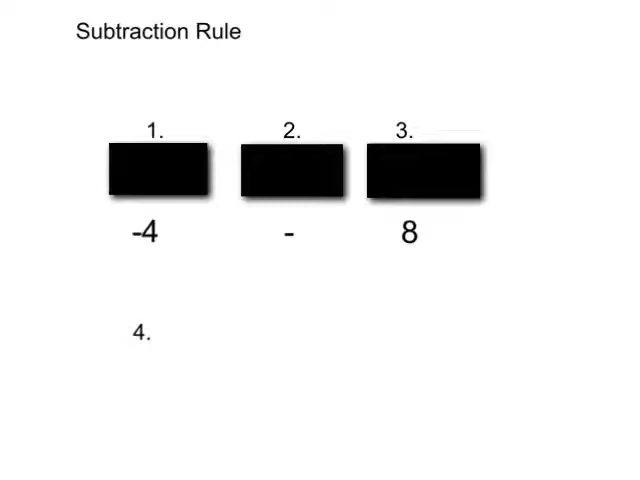 Subtraction Rule
1. 2. 3.
-4 - 8
4.